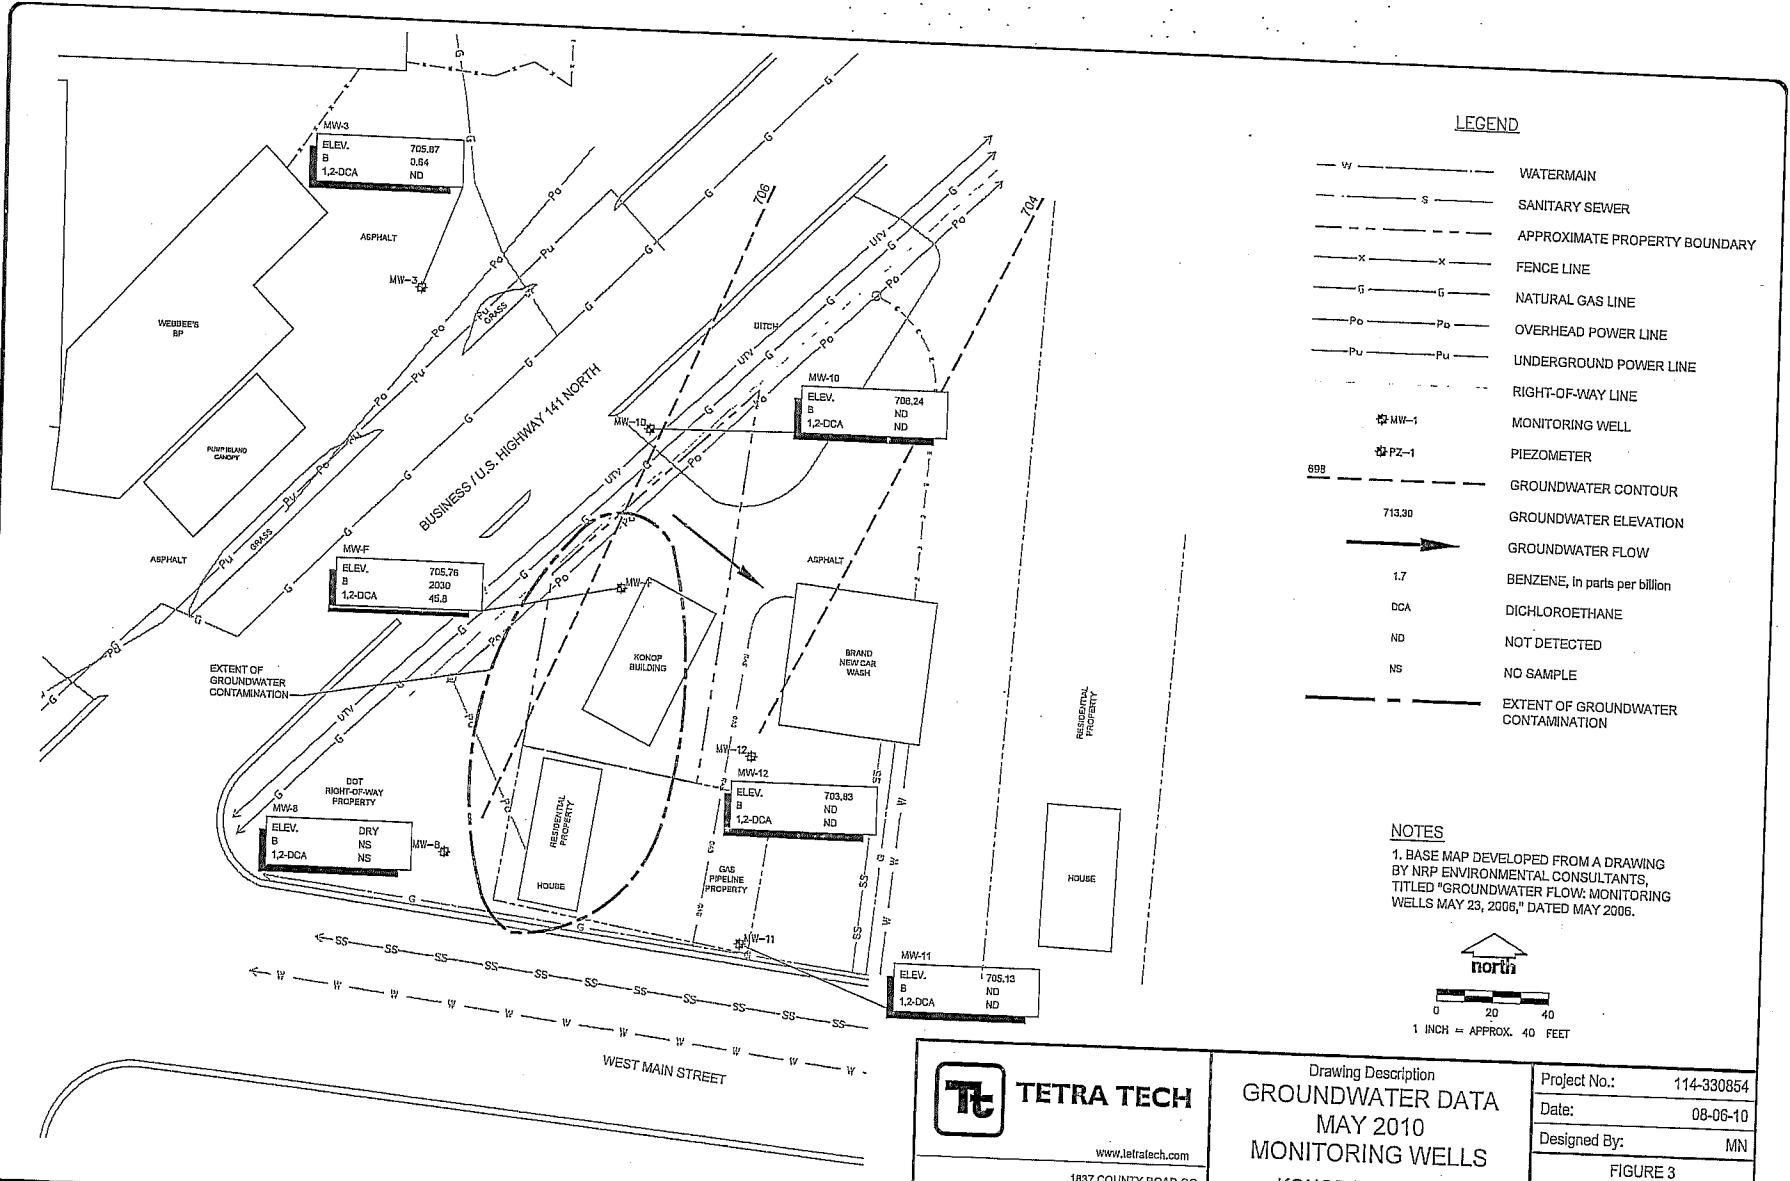 MW-3
ELEV. 705.87
B 0.64
1,2-DCA ND
ASPHALT
MW-3
WEBBEE'S
BP
PUMP ISLAND
CANOPY
GRASS
GRASS
ASPHALT
BUSINESS / U.S. HIGHWAY 141 NORTH
706
704
DITCH
MW-10
ELEV. 706.24
B ND
1,2-DCA ND
MW-10
MW-F
ELEV. 705.76
B 2030
1,2-DCA 45.8
MW-F
ASPHALT
EXTENT OF
GROUNDWATER
CONTAMINATION
KONOP
BUILDING
BRAND
NEW CAR
WASH
RESIDENTIAL
PROPERTY
DOT
RIGHT-OF-WAY
PROPERTY
MW-8
ELEV. DRY
B NS
1,2-DCA NS
MW-8
RESIDENTIAL
PROPERTY
HOUSE
MW-12
MW-12
ELEV. 703.83
B ND
1,2-DCA ND
GAS
PIPELINE
PROPERTY
HOUSE
MW-11
MW-11
ELEV. 705.13
B ND
1,2-DCA ND
WEST MAIN STREET
LEGEND
W WATERMAIN
S SANITARY SEWER
APPROXIMATE PROPERTY BOUNDARY
X X FENCE LINE
G G NATURAL GAS LINE
Po Po OVERHEAD POWER LINE
Pu Pu UNDERGROUND POWER LINE
RIGHT-OF-WAY LINE
MW-1 MONITORING WELL
PZ-1 PIEZOMETER
698 GROUNDWATER CONTOUR
713.30 GROUNDWATER ELEVATION
GROUNDWATER FLOW
1.7 BENZENE, in parts per billion
DCA DICHLOROETHANE
ND NOT DETECTED
NS NO SAMPLE
EXTENT OF GROUNDWATER
CONTAMINATION
NOTES
1. BASE MAP DEVELOPED FROM A DRAWING
BY NRP ENVIRONMENTAL CONSULTANTS,
TITLED "GROUNDWATER FLOW: MONITORING
WELLS MAY 23, 2006," DATED MAY 2006.
north
0 20 40
1 INCH = APPROX. 40 FEET
Tt TETRA TECH
www.tetratech.com
1837 COUNTY ROAD
Drawing Description
GROUNDWATER DATA
MAY 2010
MONITORING WELLS
Project No.: 114-330854
Date: 08-06-10
Designed By: MN
FIGURE 3